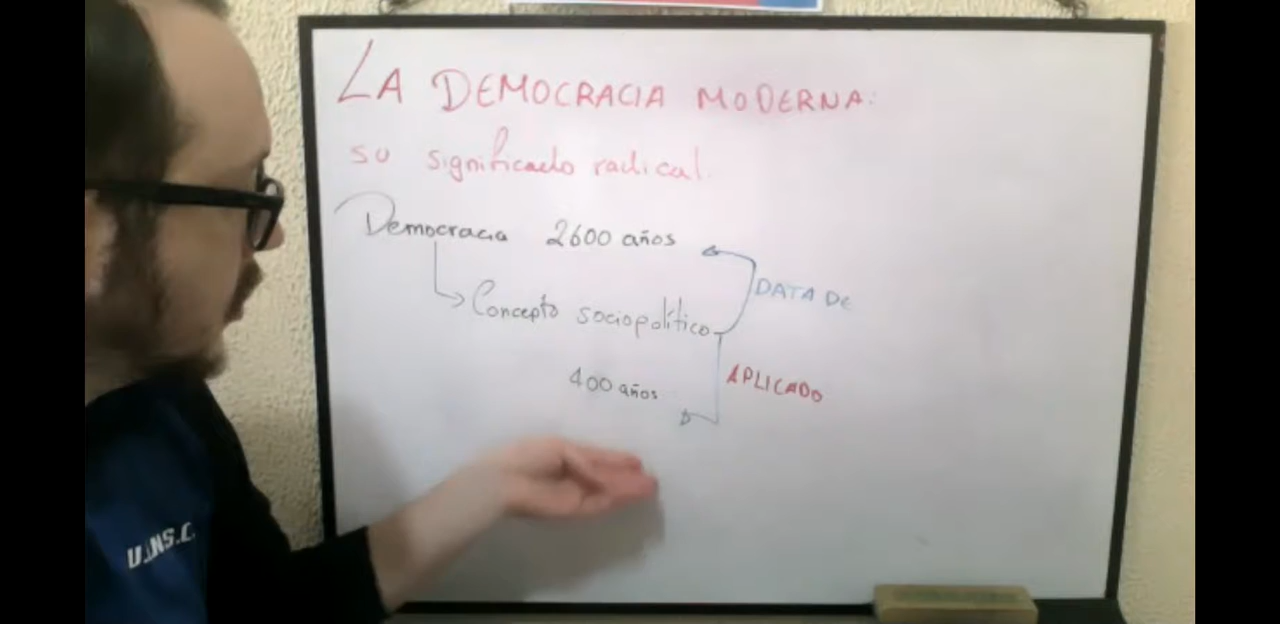 LA DEMOCRACIA MODERNA:
su significado radical.
Democracia 2600 años
DATA DE
Concepto sociopolítico
400 años
APLICADO